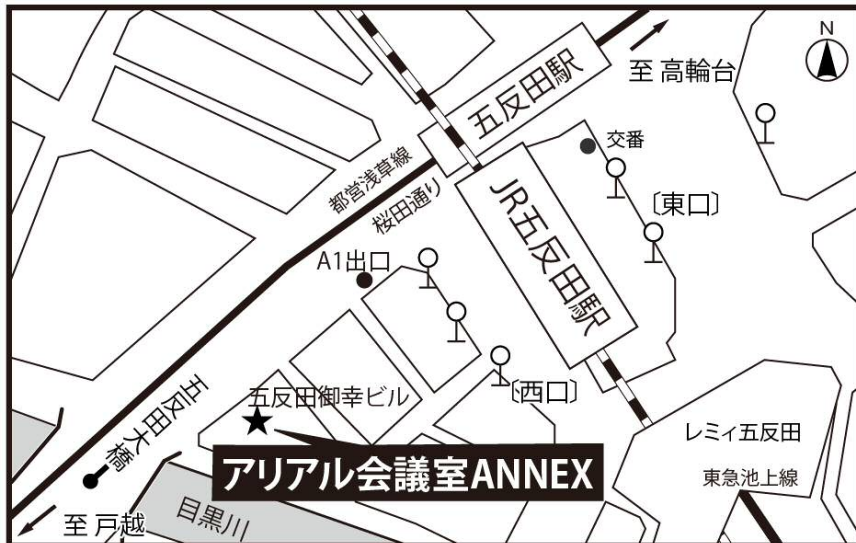 N
五反田駅
至 高輪台
交番
都営浅草線
桜田通り
JR五反田駅
〔東口〕
A1出口
〔西口〕
五反田御幸ビル
五反田大橋
レミィ五反田
アリアル会議室ANNEX
東急池上線
目黒川
至 戸越